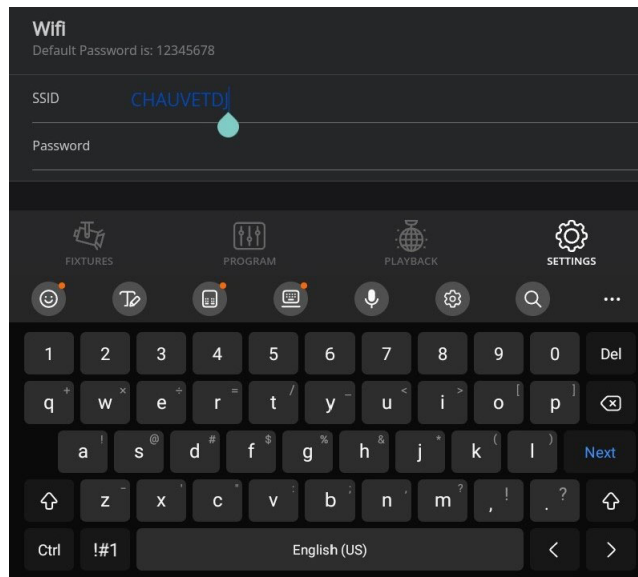 Wifi
Default Password is: 12345678
SSID CHAUVETDJ
Password
FIXTURES PROGRAM PLAYBACK SETTINGS
1 2 3 4 5 6 7 8 9 0 Del
q + w × e ÷ r = t / y _ u < i > o [ p ]
a ! s @ d # f $ g % h & j * k ( l ) Next
z - x ' c " v : b ; n , m ? , ! . ?
Ctrl !#1 English (US) < >